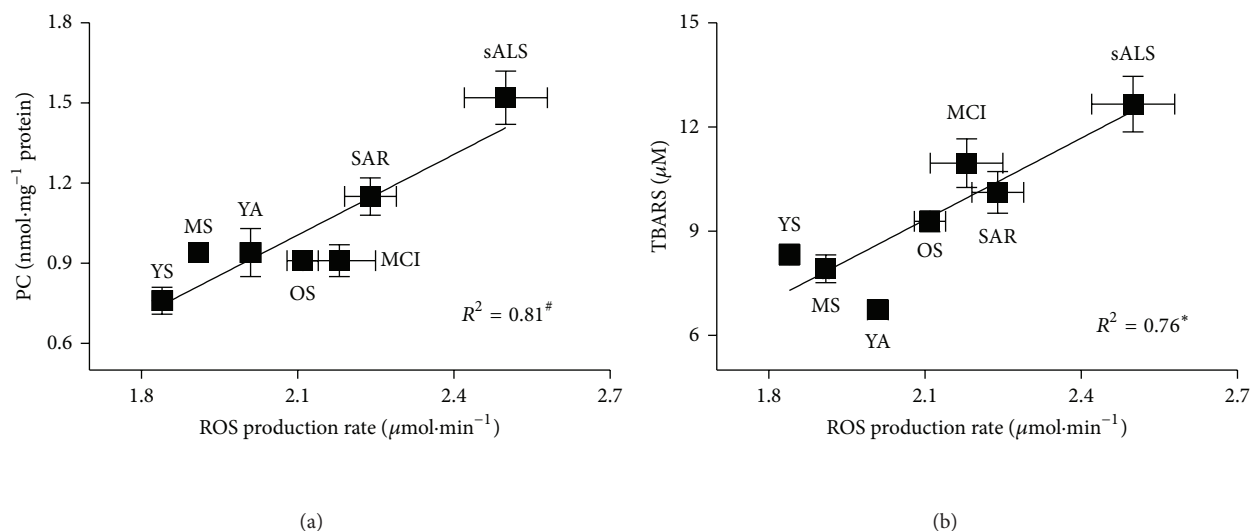 1.8
1.5
1.2
0.9
0.6
PC (nmol·mg⁻¹ protein)
sALS
SAR
YA
MS
YS
OS
MCI
R² = 0.81#
1.8 2.1 2.4 2.7
ROS production rate (μmol·min⁻¹)
(a)
15
12
9
6
TBARS (μM)
sALS
MCI
YS
OS
SAR
MS
YA
R² = 0.76*
1.8 2.1 2.4 2.7
ROS production rate (μmol·min⁻¹)
(b)